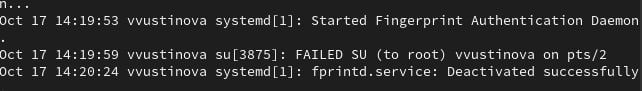 n...
Oct 17 14:19:53 vvustinova systemd[1]: Started Fingerprint Authentication Daemon
.
Oct 17 14:19:59 vvustinova su[3875]: FAILED SU (to root) vvustinova on pts/2
Oct 17 14:20:24 vvustinova systemd[1]: fprintd.service: Deactivated successfully